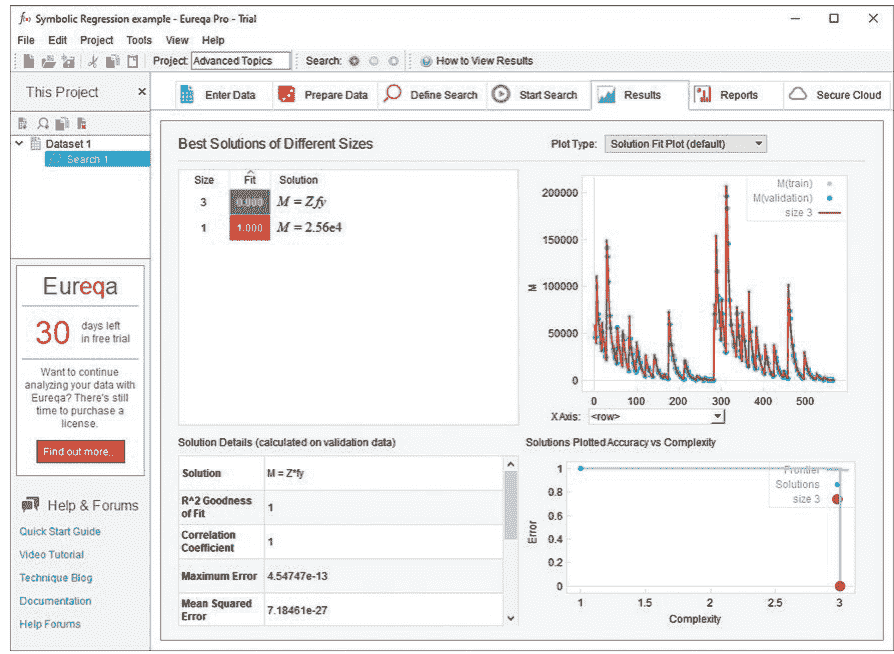 Symbolic Regression example - Eureqa Pro - Trial
File Edit Project Tools View Help
Project: Advanced Topics Search: How to View Results
This Project
Enter Data Prepare Data Define Search Start Search Results Reports Secure Cloud
Dataset 1
Search 1
Best Solutions of Different Sizes
Plot Type: Solution Fit Plot (default)
Size Fit Solution
3 0.000 M = Zfy
1 1.000 M = 2.56e4
M(train)
M(validation)
size 3
200000
150000
100000
50000
0
M
0 100 200 300 400 500
X Axis: <row>
Eureqa
30 days left
in free trial
Want to continue
analyzing your data with
Eureqa? There's still
time to purchase a
license.
Find out more..
Help & Forums
Quick Start Guide
Video Tutorial
Technique Blog
Documentation
Help Forums
Solution Details (calculated on validation data)
Solution M = Z*fy
R^2 Goodness
of Fit 1
Correlation
Coefficient 1
Maximum Error 4.54747e-13
Mean Squared
Error 7.18461e-27
Solutions Plotted Accuracy vs Complexity
Frontier
Solutions
size 3
1
0.8
0.6
0.4
0.2
0
Error
1 1.5 2 2.5 3
Complexity